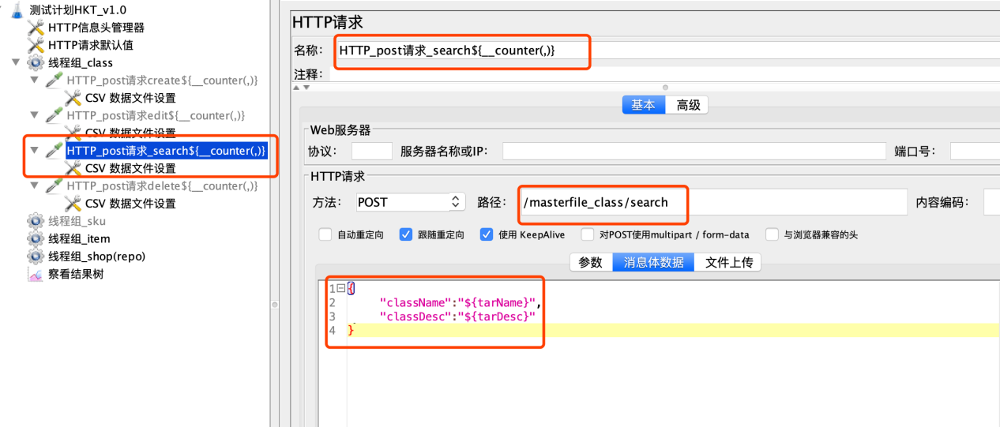 测试计划HKT_v1.0
HTTP信息头管理器
HTTP请求默认值
线程组_class
HTTP_post请求create${__counter(,)}
CSV 数据文件设置
HTTP_post请求edit${__counter(,)}
CSV 数据文件设置
HTTP_post请求_search${__counter(,)}
CSV 数据文件设置
HTTP_post请求delete${__counter(,)}
CSV 数据文件设置
线程组_sku
线程组_item
线程组_shop(repo)
察看结果树
HTTP请求
名称： HTTP_post请求_search${__counter(,)}
注释：
基本 高级
Web服务器
协议： 服务器名称或IP： 端口号：
HTTP请求
方法： POST 路径： /masterfile_class/search 内容编码：
自动重定向 跟随重定向 使用 KeepAlive 对POST使用multipart / form-data 与浏览器兼容的头
参数 消息体数据 文件上传
1 {
2 "className":"${tarName}",
3 "classDesc":"${tarDesc}"
4 }